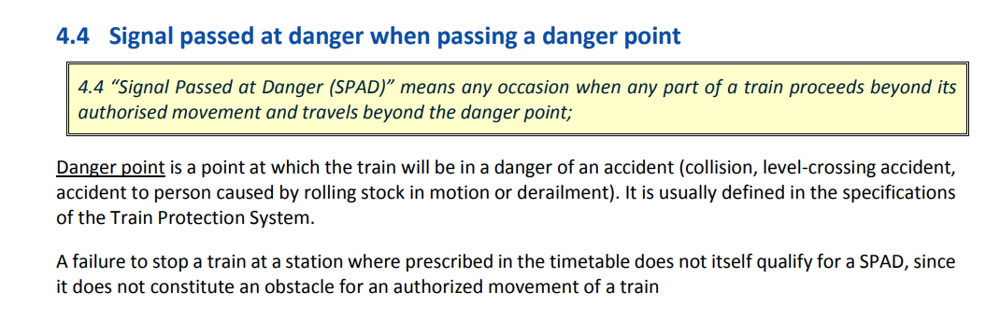 4.4 Signal passed at danger when passing a danger point
4.4 “Signal Passed at Danger (SPAD)” means any occasion when any part of a train proceeds beyond its
authorised movement and travels beyond the danger point;
Danger point is a point at which the train will be in a danger of an accident (collision, level-crossing accident,
accident to person caused by rolling stock in motion or derailment). It is usually defined in the specifications
of the Train Protection System.
A failure to stop a train at a station where prescribed in the timetable does not itself qualify for a SPAD, since
it does not constitute an obstacle for an authorized movement of a train